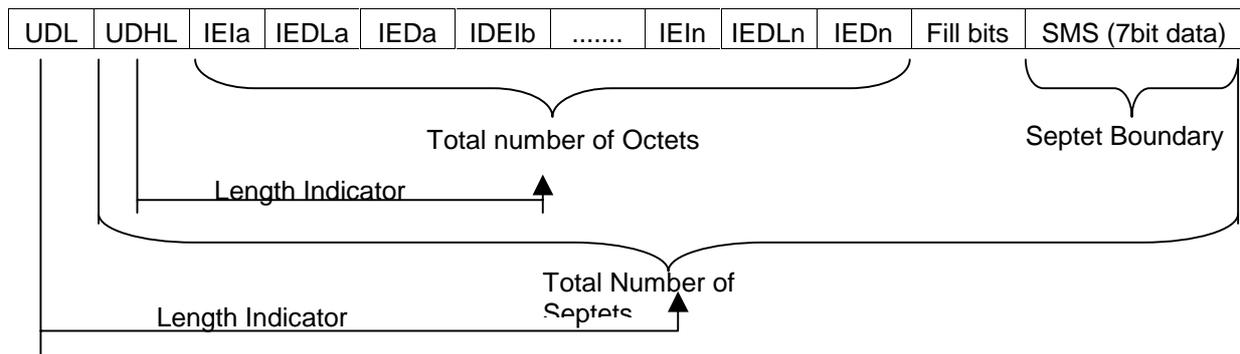 UDL UDHL IEIa IEDLa IEDa IDEIb ....... IEIn IEDLn IEDn Fill bits SMS (7bit data)
Total number of Octets
Septet Boundary
Length Indicator
Total Number of
Septets
Length Indicator